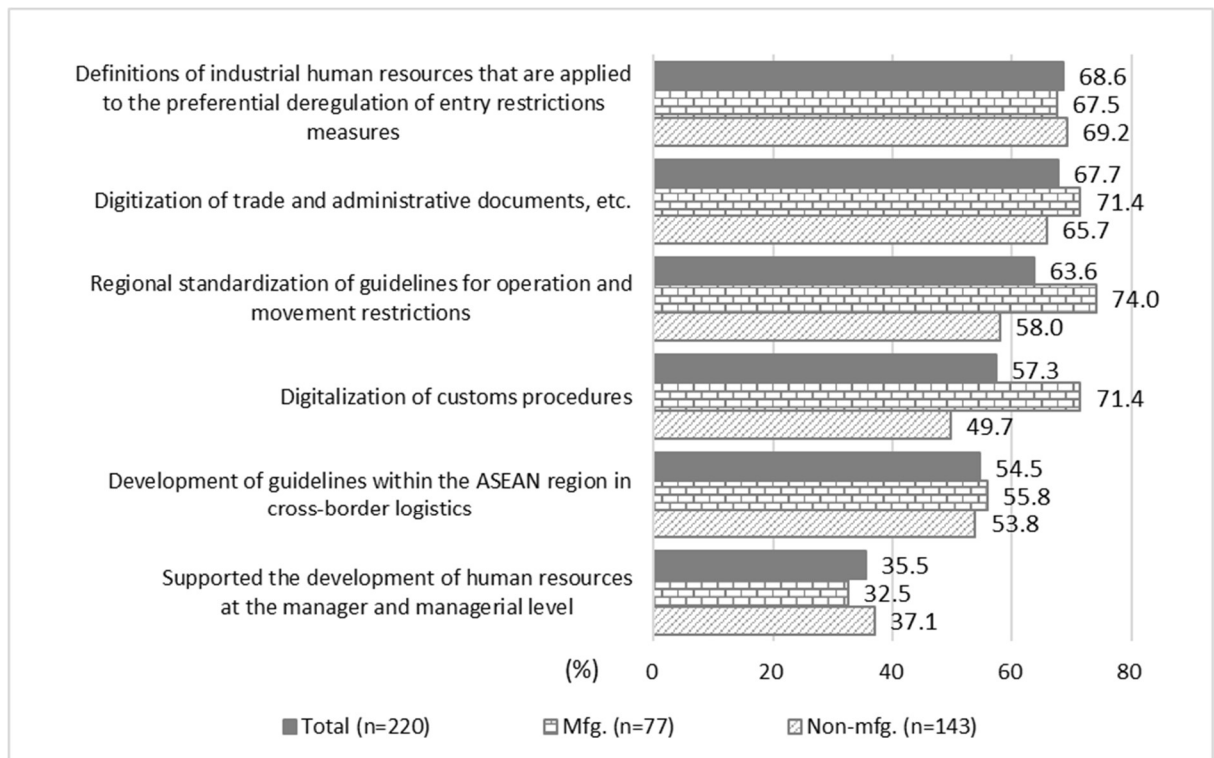 Definitions of industrial human resources that are applied
to the preferential deregulation of entry restrictions
measures
68.6
67.5
69.2
Digitization of trade and administrative documents, etc.
67.7
71.4
65.7
Regional standardization of guidelines for operation and
movement restrictions
63.6
74.0
58.0
Digitalization of customs procedures
57.3
71.4
49.7
Development of guidelines within the ASEAN region in
cross-border logistics
54.5
55.8
53.8
Supported the development of human resources
at the manager and managerial level
35.5
32.5
37.1
(%) 0 20 40 60 80
Total (n=220) Mfg. (n=77) Non-mfg. (n=143)